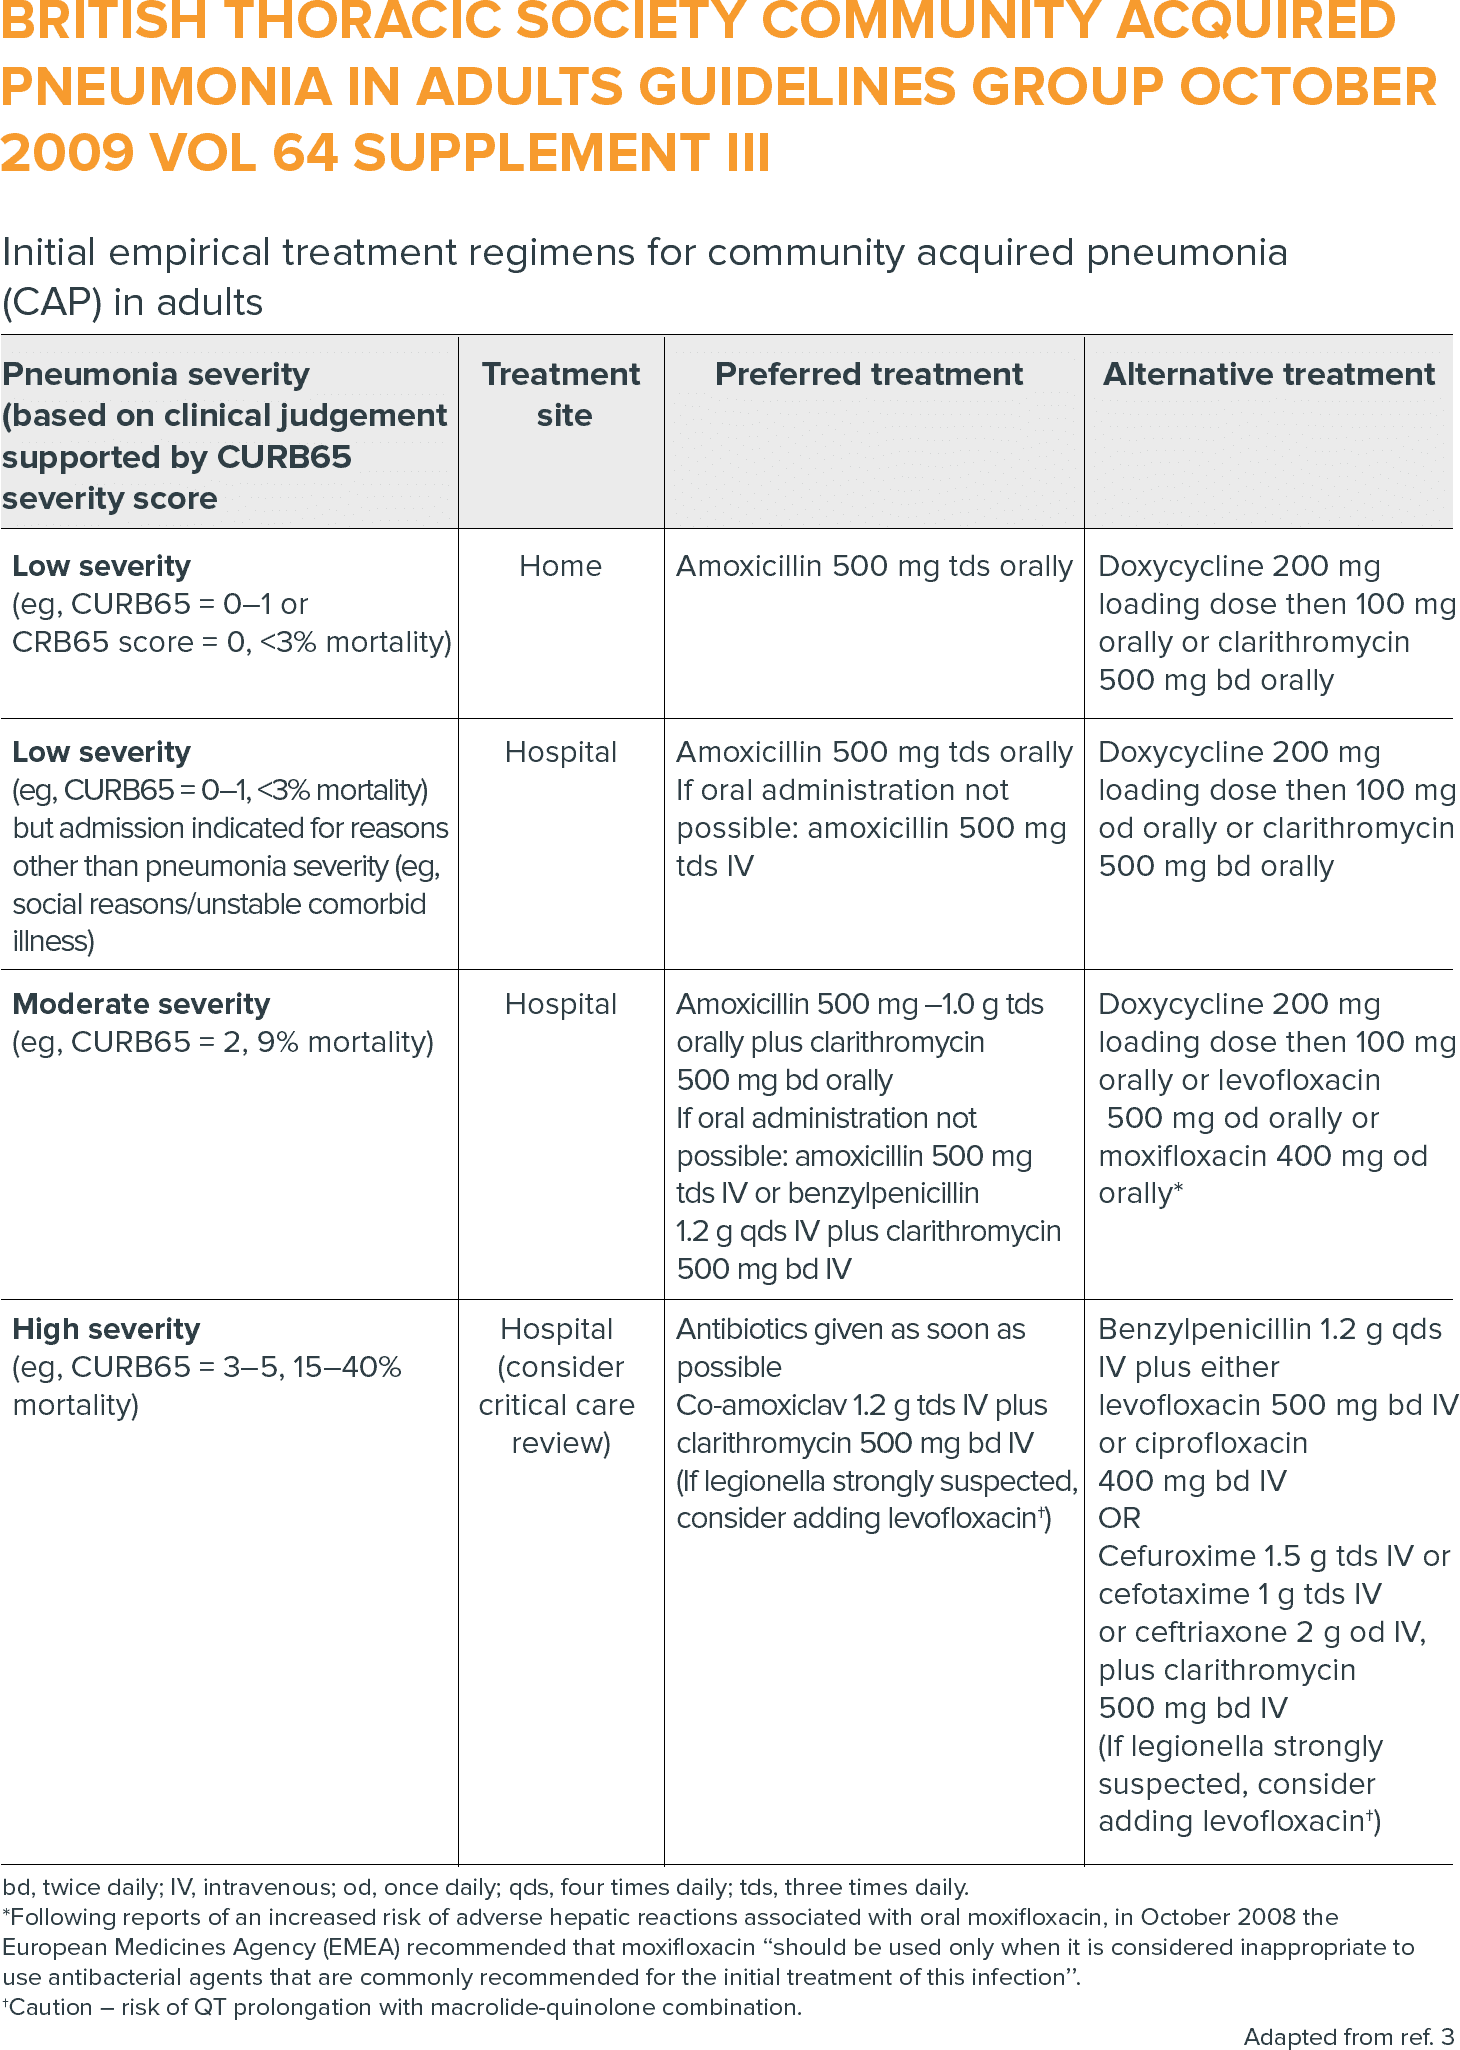 BRITISH THORACIC SOCIETY COMMUNITY ACQUIRED
PNEUMONIA IN ADULTS GUIDELINES GROUP OCTOBER
2009 VOL 64 SUPPLEMENT III
Initial empirical treatment regimens for community acquired pneumonia
(CAP) in adults
Pneumonia severity
(based on clinical judgement
supported by CURB65
severity score
Treatment
site
Preferred treatment
Alternative treatment
Low severity
(eg, CURB65 = 0–1 or
CRB65 score = 0, <3% mortality)
Home
Amoxicillin 500 mg tds orally
Doxycycline 200 mg
loading dose then 100 mg
orally or clarithromycin
500 mg bd orally
Low severity
(eg, CURB65 = 0–1, <3% mortality)
but admission indicated for reasons
other than pneumonia severity (eg,
social reasons/unstable comorbid
illness)
Hospital
Amoxicillin 500 mg tds orally
If oral administration not
possible: amoxicillin 500 mg
tds IV
Doxycycline 200 mg
loading dose then 100 mg
od orally or clarithromycin
500 mg bd orally
Moderate severity
(eg, CURB65 = 2, 9% mortality)
Hospital
Amoxicillin 500 mg –1.0 g tds
orally plus clarithromycin
500 mg bd orally
If oral administration not
possible: amoxicillin 500 mg
tds IV or benzylpenicillin
1.2 g qds IV plus clarithromycin
500 mg bd IV
Doxycycline 200 mg
loading dose then 100 mg
orally or levofloxacin
500 mg od orally or
moxifloxacin 400 mg od
orally*
High severity
(eg, CURB65 = 3–5, 15–40%
mortality)
Hospital
(consider
critical care
review)
Antibiotics given as soon as
possible
Co-amoxiclav 1.2 g tds IV plus
clarithromycin 500 mg bd IV
(If legionella strongly suspected,
consider adding levofloxacin†)
Benzylpenicillin 1.2 g qds
IV plus either
levofloxacin 500 mg bd IV
or ciprofloxacin
400 mg bd IV
OR
Cefuroxime 1.5 g tds IV or
cefotaxime 1 g tds IV
or ceftriaxone 2 g od IV,
plus clarithromycin
500 mg bd IV
(If legionella strongly
suspected, consider
adding levofloxacin†)
bd, twice daily; IV, intravenous; od, once daily; qds, four times daily; tds, three times daily.
*Following reports of an increased risk of adverse hepatic reactions associated with oral moxifloxacin, in October 2008 the
European Medicines Agency (EMEA) recommended that moxifloxacin ‘‘should be used only when it is considered inappropriate to
use antibacterial agents that are commonly recommended for the initial treatment of this infection’’.
†Caution – risk of QT prolongation with macrolide-quinolone combination.
Adapted from ref. 3